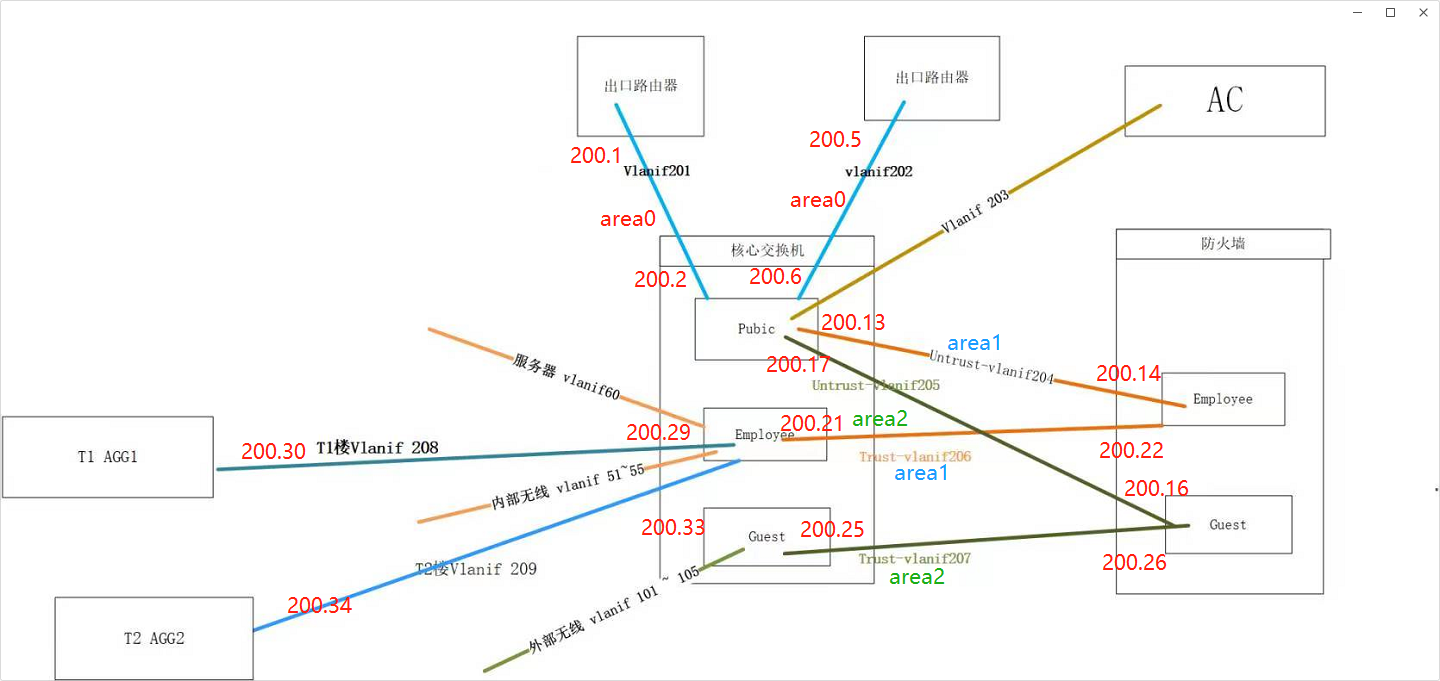 出口路由器
出口路由器
AC
200.1
200.5
Vlanif201
vlanif202
area0
area0
Vlanif 203
核心交换机
防火墙
200.2
200.6
Pubic
200.13
area1
Untrust-vlanif204
服务器 vlanif60
200.17
Untrust-vlanif205
200.14
Employee
200.29
Employee
200.21
area2
200.30
T1楼Vlanif 208
T1 AGG1
Trust-vlanif206
200.22
area1
内部无线 vlanif 51~55
200.16
200.33
Guest
200.25
Guest
Trust-vlanif207
200.26
T2楼Vlanif 209
area2
外部无线 vlanif 101 ~ 105
200.34
T2 AGG2